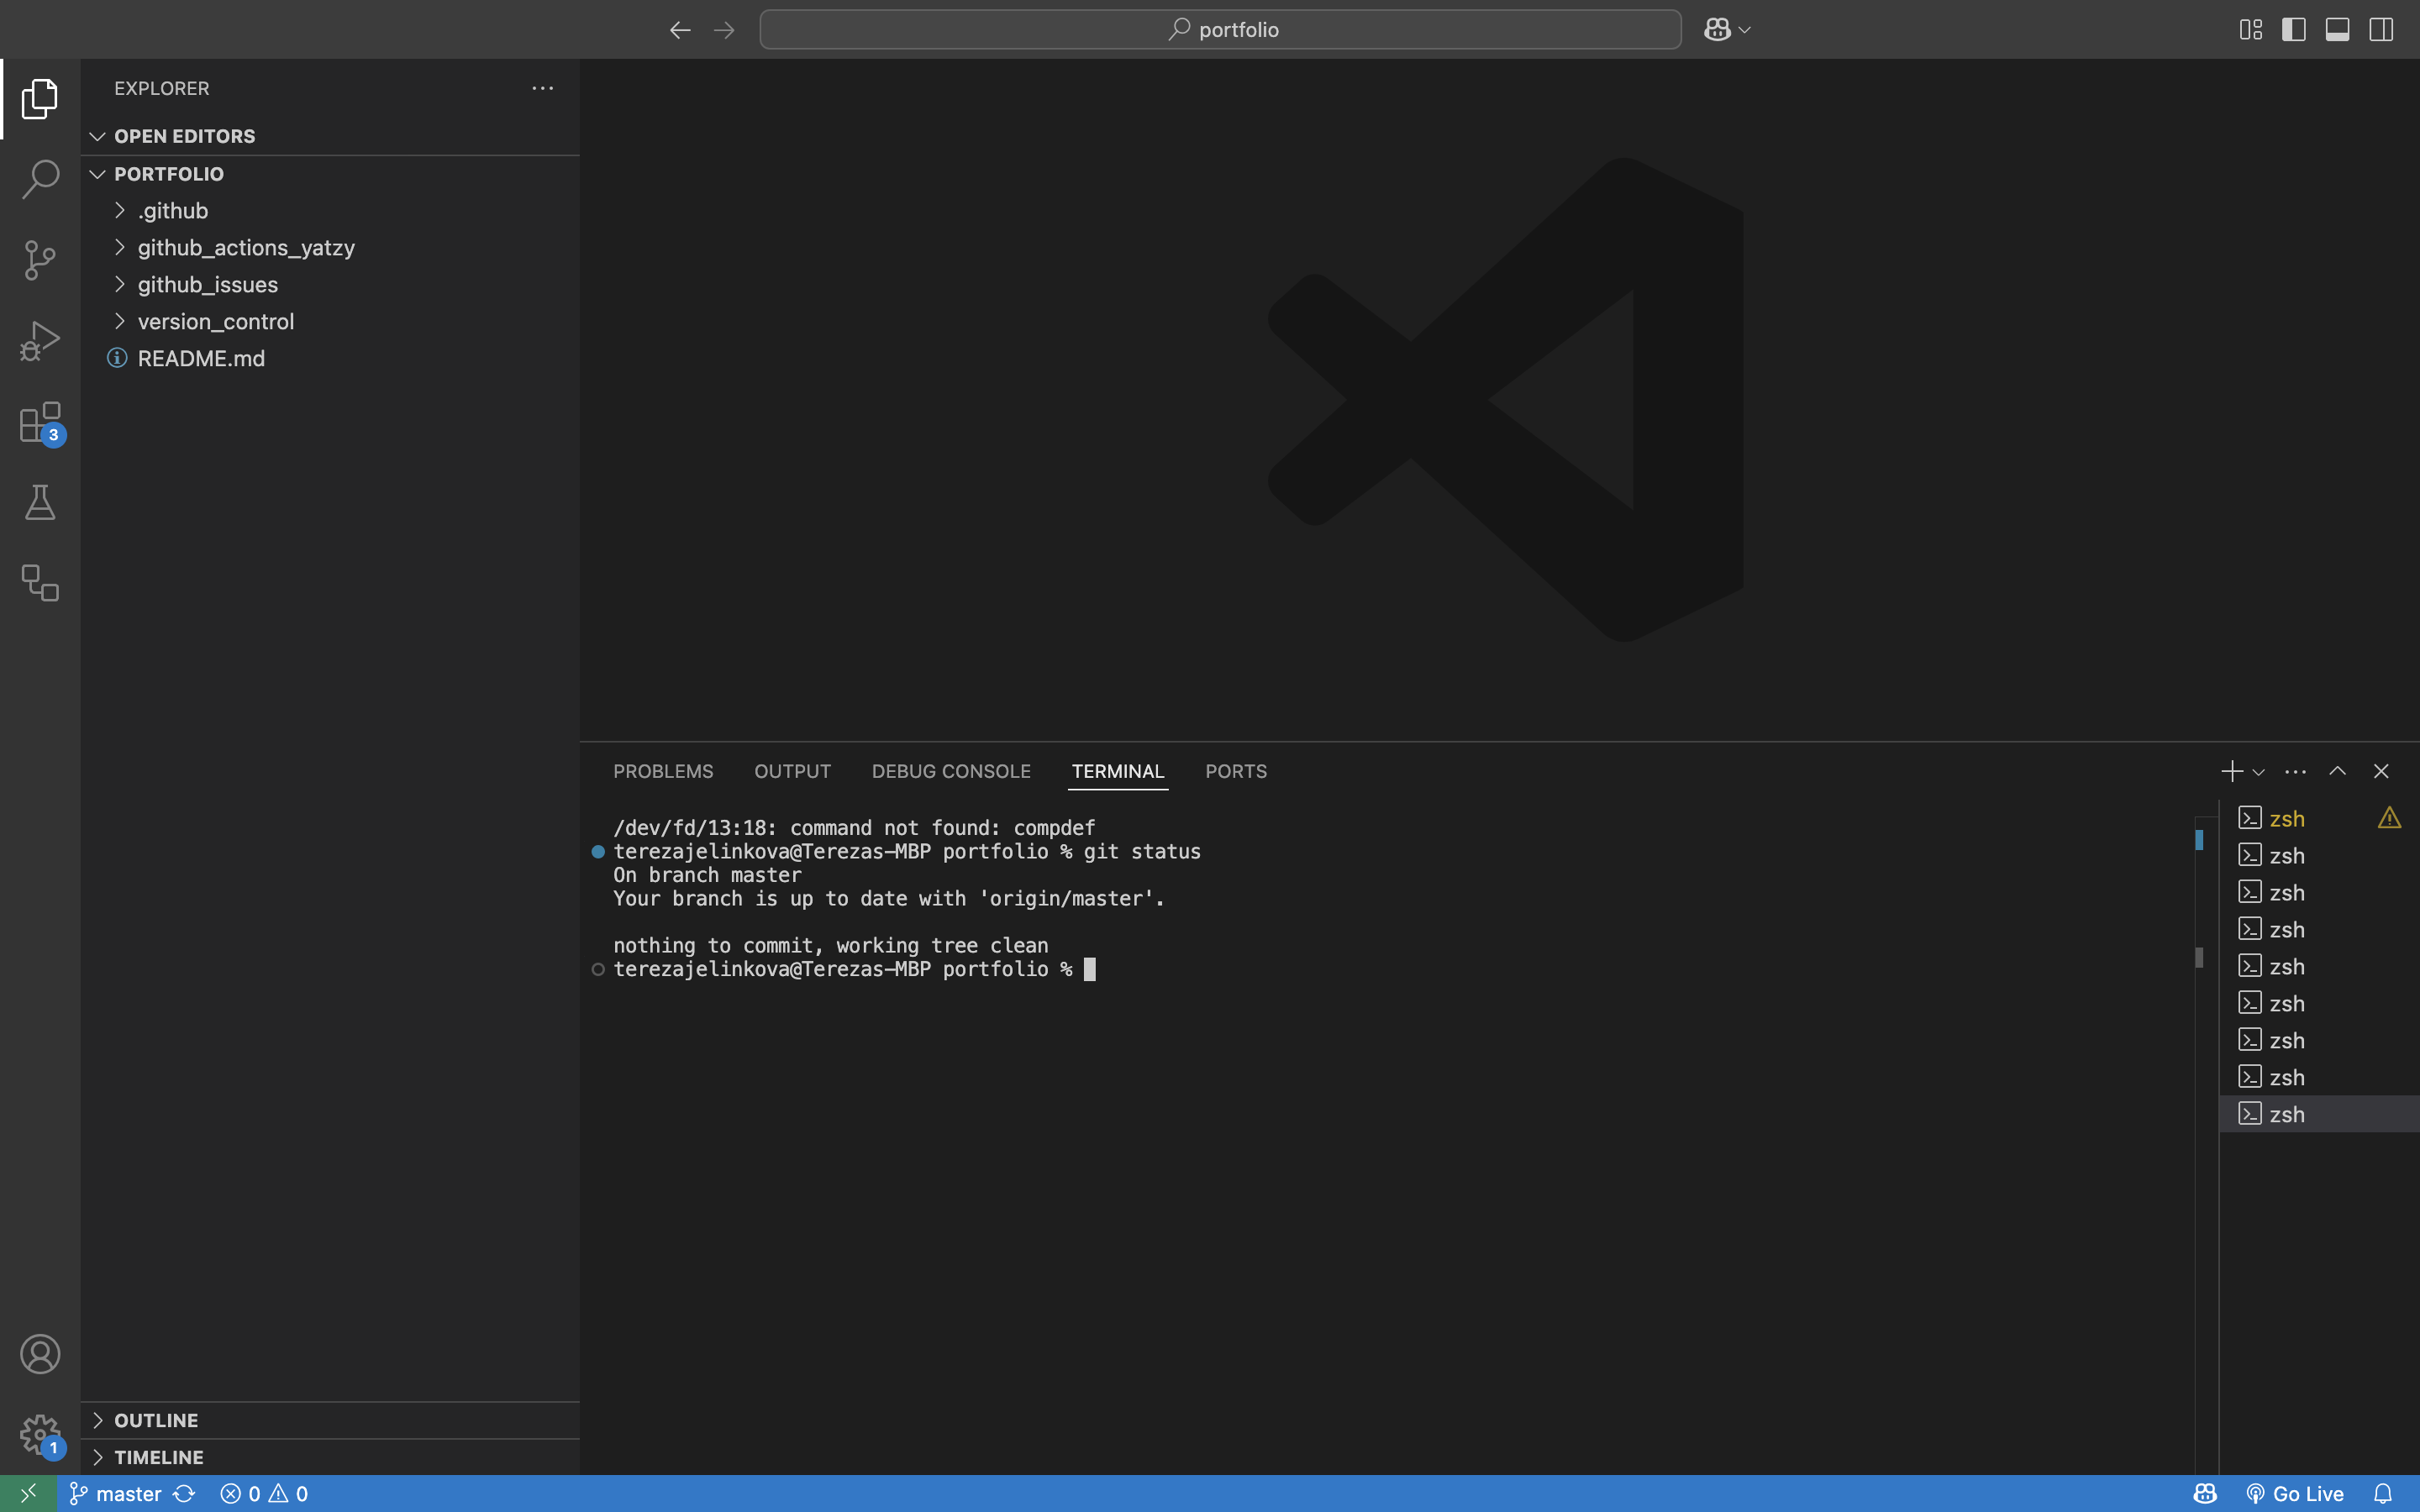 portfolio
EXPLORER
OPEN EDITORS
PORTFOLIO
.github
github_actions_yatzy
github_issues
version_control
README.md
3
PROBLEMS OUTPUT DEBUG CONSOLE TERMINAL PORTS
/dev/fd/13:18: command not found: compdef
terezajelinkova@Terezas-MBP portfolio % git status
On branch master
Your branch is up to date with 'origin/master'.
nothing to commit, working tree clean
terezajelinkova@Terezas-MBP portfolio %
zsh
zsh
zsh
zsh
zsh
zsh
zsh
zsh
zsh
OUTLINE
1
TIMELINE
master 0 0 Go Live